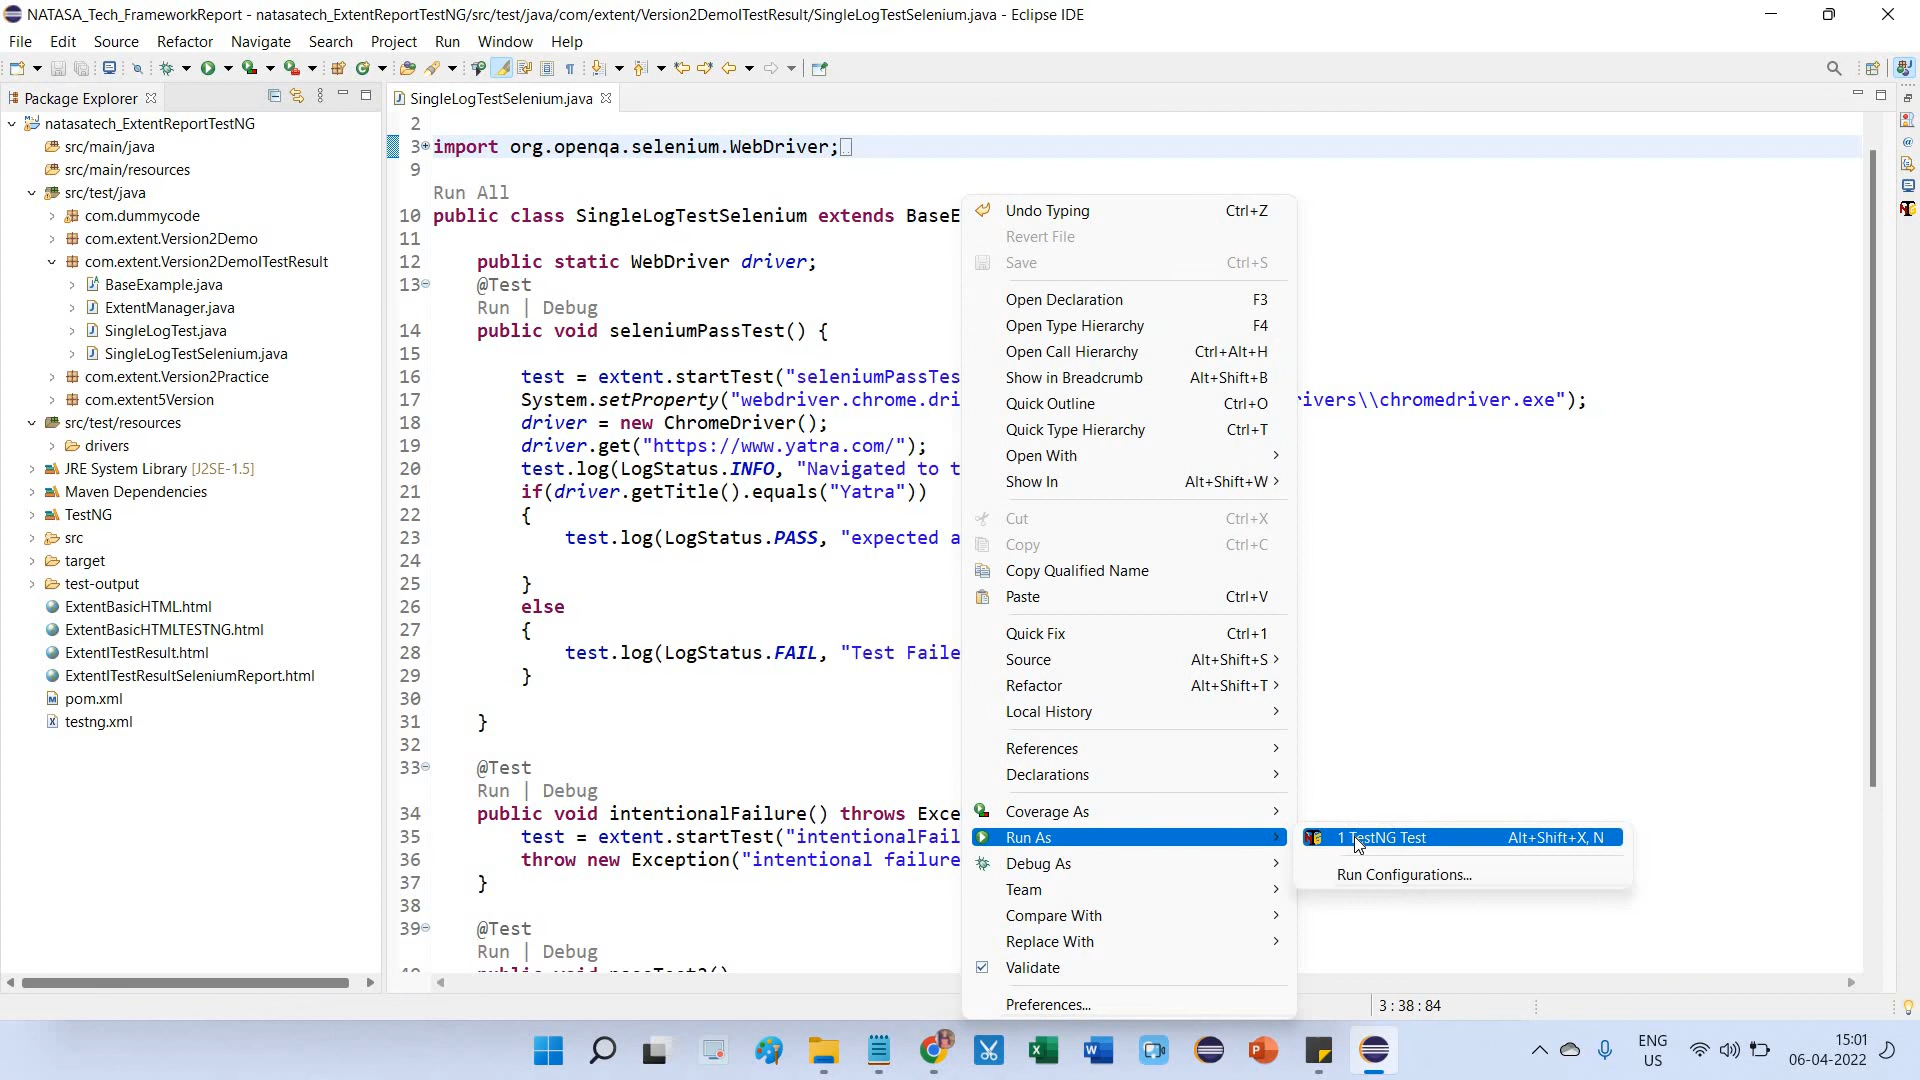 NATASA_Tech_FrameworkReport - natasatech_ExtentReportTestNG/src/test/java/com/extent/Version2DemoITestResult/SingleLogTestSelenium.java - Eclipse IDE
File Edit Source Refactor Navigate Search Project Run Window Help
Package Explorer
natasatech_ExtentReportTestNG
src/main/java
src/main/resources
src/test/java
com.dummycode
com.extent.Version2Demo
com.extent.Version2DemoITestResult
BaseExample.java
ExtentManager.java
SingleLogTest.java
SingleLogTestSelenium.java
com.extent.Version2Practice
com.extent5Version
src/test/resources
drivers
JRE System Library [J2SE-1.5]
Maven Dependencies
TestNG
src
target
test-output
ExtentBasicHTML.html
ExtentBasicHTMLTESTNG.html
ExtentITestResult.html
ExtentITestResultSeleniumReport.html
pom.xml
testng.xml
SingleLogTestSelenium.java
2
3 import org.openqa.selenium.WebDriver;
9
Run All
10 public class SingleLogTestSelenium extends BaseE
11
12 public static WebDriver driver;
13 @Test
Run | Debug
14 public void seleniumPassTest() {
15
16 test = extent.startTest("seleniumPassTes
17 System.setProperty("webdriver.chrome.dri rivers\\chromedriver.exe");
18 driver = new ChromeDriver();
19 driver.get("https://www.yatra.com/");
20 test.log(LogStatus.INFO, "Navigated to t
21 if(driver.getTitle().equals("Yatra"))
22 {
23 test.log(LogStatus.PASS, "expected a
24
25 }
26 else
27 {
28 test.log(LogStatus.FAIL, "Test Faile
29 }
30
31 }
32
33 @Test
Run | Debug
34 public void intentionalFailure() throws Exce
35 test = extent.startTest("intentionalFail
36 throw new Exception("intentional failure
37 }
38
39 @Test
Run | Debug
Undo Typing Ctrl+Z
Revert File
Save Ctrl+S
Open Declaration F3
Open Type Hierarchy F4
Open Call Hierarchy Ctrl+Alt+H
Show in Breadcrumb Alt+Shift+B
Quick Outline Ctrl+O
Quick Type Hierarchy Ctrl+T
Open With
Show In Alt+Shift+W
Cut Ctrl+X
Copy Ctrl+C
Copy Qualified Name
Paste Ctrl+V
Quick Fix Ctrl+1
Source Alt+Shift+S
Refactor Alt+Shift+T
Local History
References
Declarations
Coverage As
Run As
Debug As
Team
Compare With
Replace With
Validate
Preferences...
1 TestNG Test Alt+Shift+X, N
Run Configurations...
3 : 38 : 84
ENG
US
15:01
06-04-2022